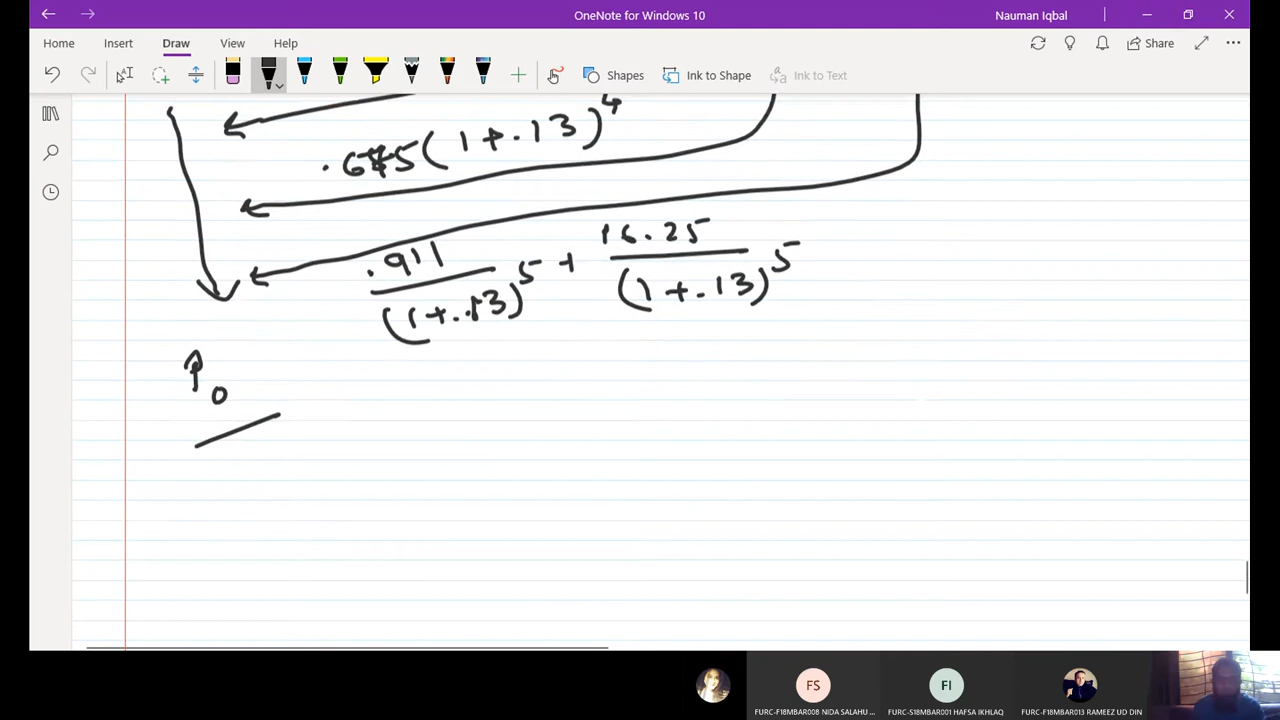 OneNote for Windows 10
Nauman Iqbal
Home Insert Draw View Help
Share
Shapes Ink to Shape Ink to Text
.675(1+.13)^4
.911/(1+.13)^5 + 16.25/(1+.13)^5
P0
FS FI
FURC-F18MBAR008 NIDA SALAHU ... FURC-S18MBAR001 HAFSA IKHLAQ FURC-F18MBAR013 RAMEEZ UD DIN